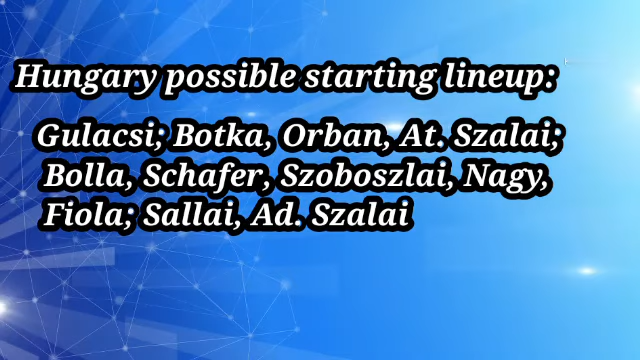 Hungary possible starting lineup:
Gulacsi; Botka, Orban, At. Szalai;
Bolla, Schafer, Szoboszlai, Nagy,
Fiola; Sallai, Ad. Szalai